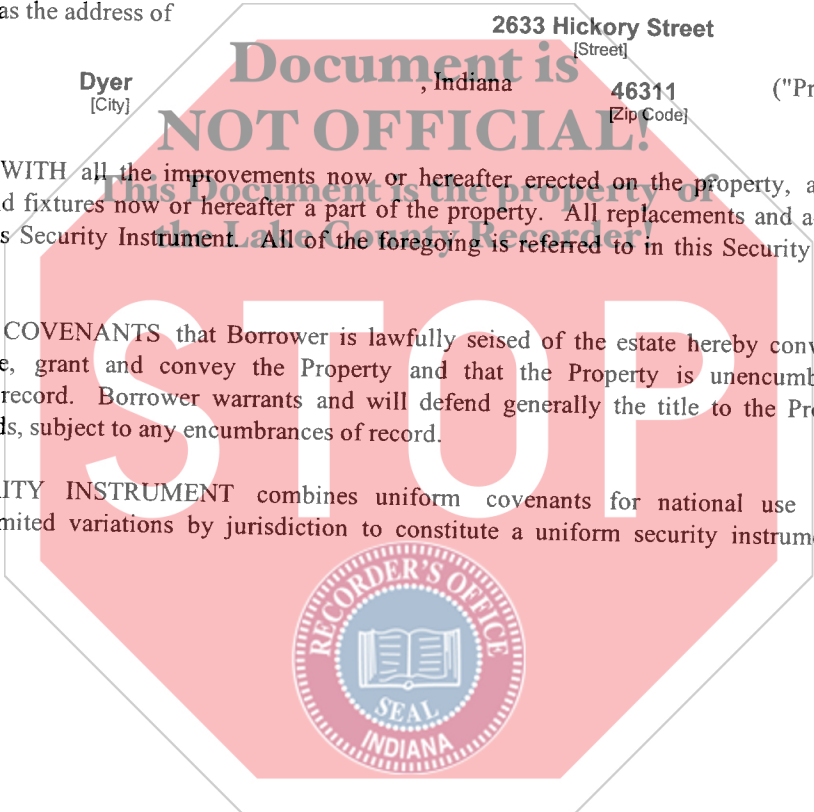 as the address of
2633 Hickory Street
[Street]
Dyer , Indiana 46311 ("Pr
[City] [Zip Code]
Document is
NOT OFFICIAL!
This Document is the property of
the Lake County Recorder!
WITH all the improvements now or hereafter erected on the property, a
d fixtures now or hereafter a part of the property. All replacements and a
s Security Instrument. All of the foregoing is referred to in this Security
STOP
COVENANTS that Borrower is lawfully seised of the estate hereby conv
e, grant and convey the Property and that the Property is unencumb
record. Borrower warrants and will defend generally the title to the Pro
ds, subject to any encumbrances of record.
ITY INSTRUMENT combines uniform covenants for national use
mited variations by jurisdiction to constitute a uniform security instrum
RECORDER'S OFFICE
SEAL
INDIANA